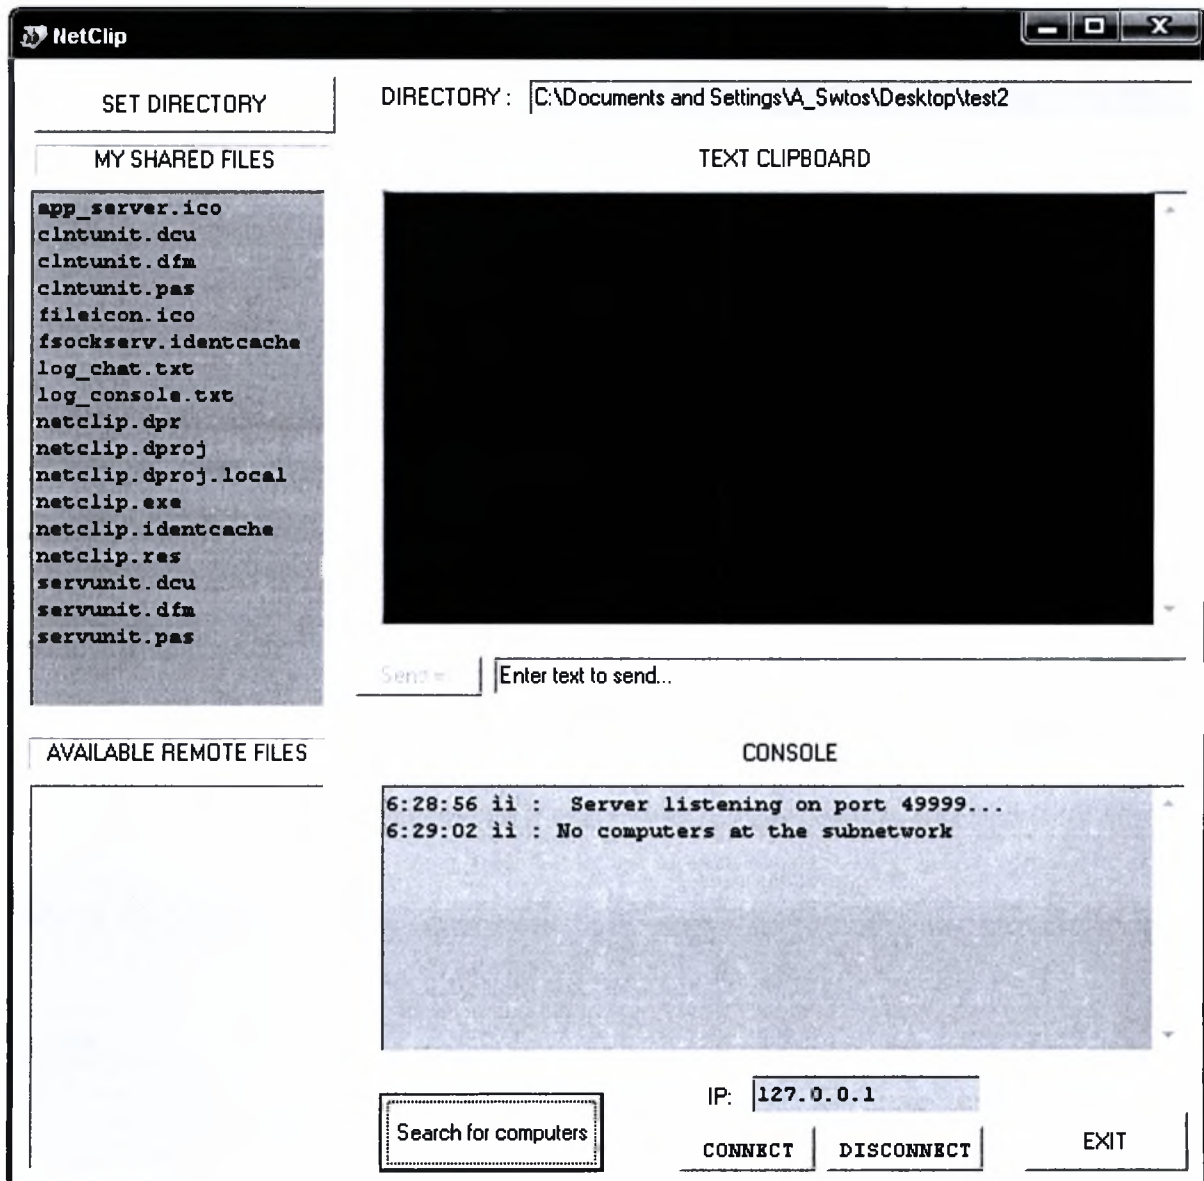 NetClip
SET DIRECTORY
DIRECTORY : C:\Documents and Settings\A_Swtos\Desktop\test2
MY SHARED FILES
app_server.ico
clntunit.dcu
clntunit.dfm
clntunit.pas
fileicon.ico
fsockserv.identcache
log_chat.txt
log_console.txt
netclip.dpr
netclip.dproj
netclip.dproj.local
netclip.exe
netclip.identcache
netclip.res
servunit.dcu
servunit.dfm
servunit.pas
TEXT CLIPBOARD
Enter text to send...
AVAILABLE REMOTE FILES
CONSOLE
6:28:56 ìì : Server listening on port 49999...
6:29:02 ìì : No computers at the subnetwork
Search for computers
IP: 127.0.0.1
CONNECT
DISCONNECT
EXIT